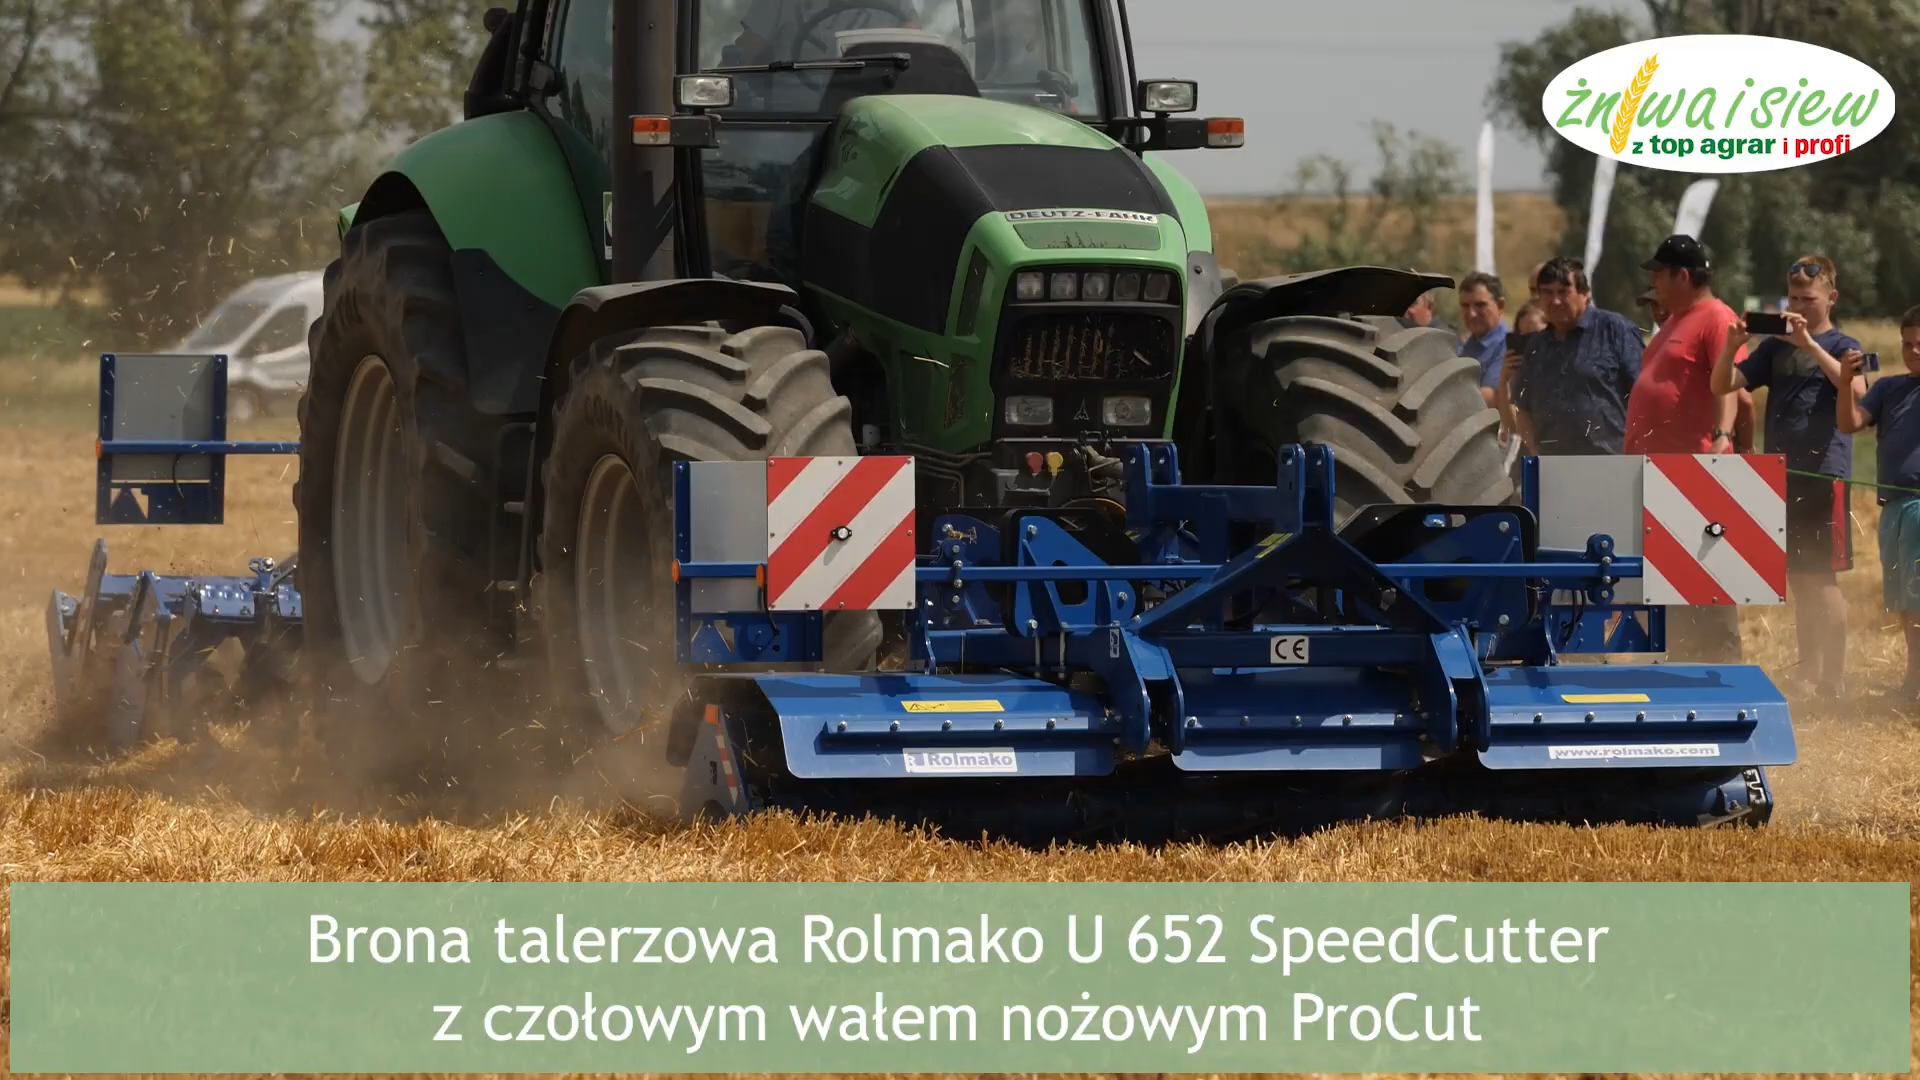 żniwa i siew
z top agrar i profi
DEUTZ-FAHR
CE
Rolmako
www.rolmako.com
Brona talerzowa Rolmako U 652 SpeedCutter
z czołowym wałem nożowym ProCut